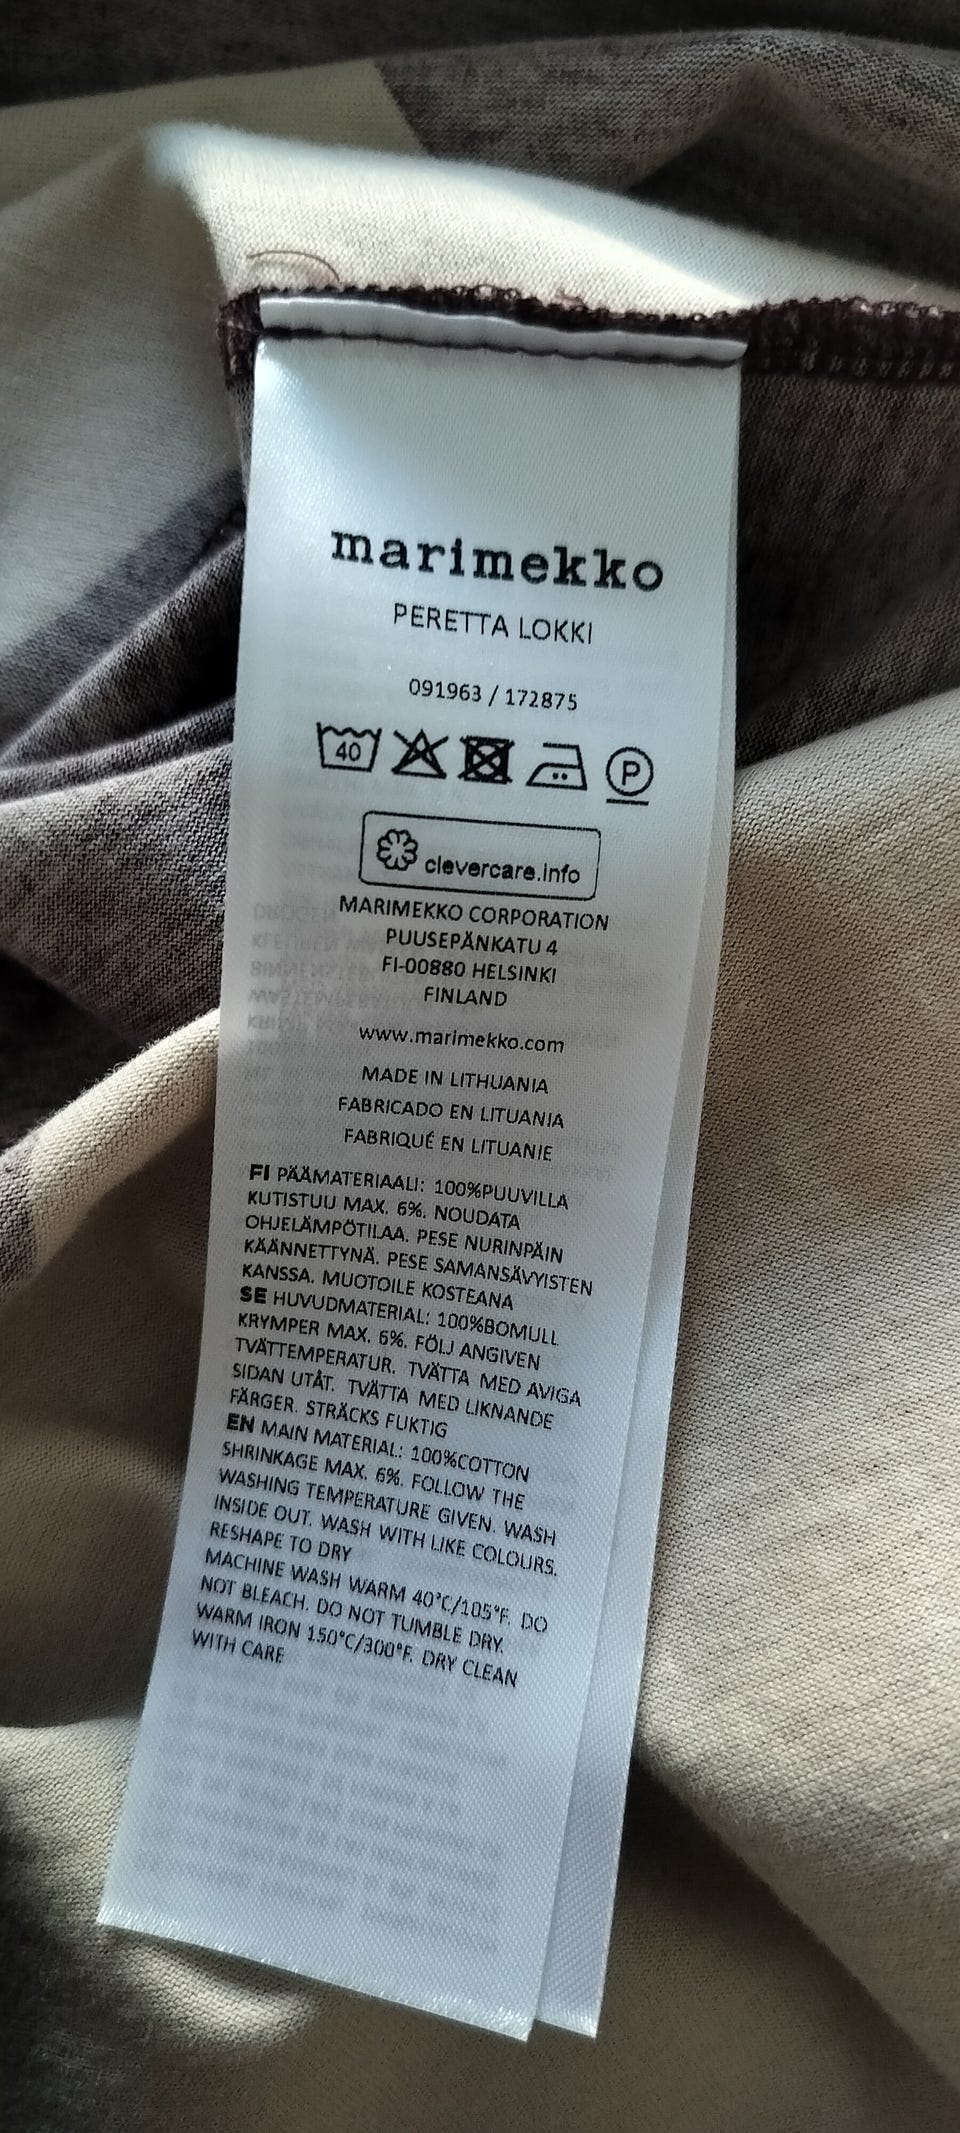 marimekko
PERETTA LOKKI
091963 / 172875
40 P
clevercare.info
MARIMEKKO CORPORATION
PUUSEPÄNKATU 4
FI-00880 HELSINKI
FINLAND
www.marimekko.com
MADE IN LITHUANIA
FABRICADO EN LITUANIA
FABRIQUÉ EN LITUANIE
FI PÄÄMATERIAALI: 100%PUUVILLA
KUTISTUU MAX. 6%. NOUDATA
OHJELÄMPÖTILAA. PESE NURINPÄIN
KÄÄNNETTYNÄ. PESE SAMANSÄVYISTEN
KANSSA. MUOTOILE KOSTEANA
SE HUVUDMATERIAL: 100%BOMULL
KRYMPER MAX. 6%. FÖLJ ANGIVEN
TVÄTTEMPERATUR. TVÄTTA MED AVIGA
SIDAN UTÅT. TVÄTTA MED LIKNANDE
FÄRGER. STRÄCKS FUKTIG
EN MAIN MATERIAL: 100%COTTON
SHRINKAGE MAX. 6%. FOLLOW THE
WASHING TEMPERATURE GIVEN. WASH
INSIDE OUT. WASH WITH LIKE COLOURS.
RESHAPE TO DRY
MACHINE WASH WARM 40°C/105°F. DO
NOT BLEACH. DO NOT TUMBLE DRY.
WARM IRON 150°C/300°F. DRY CLEAN
WITH CARE